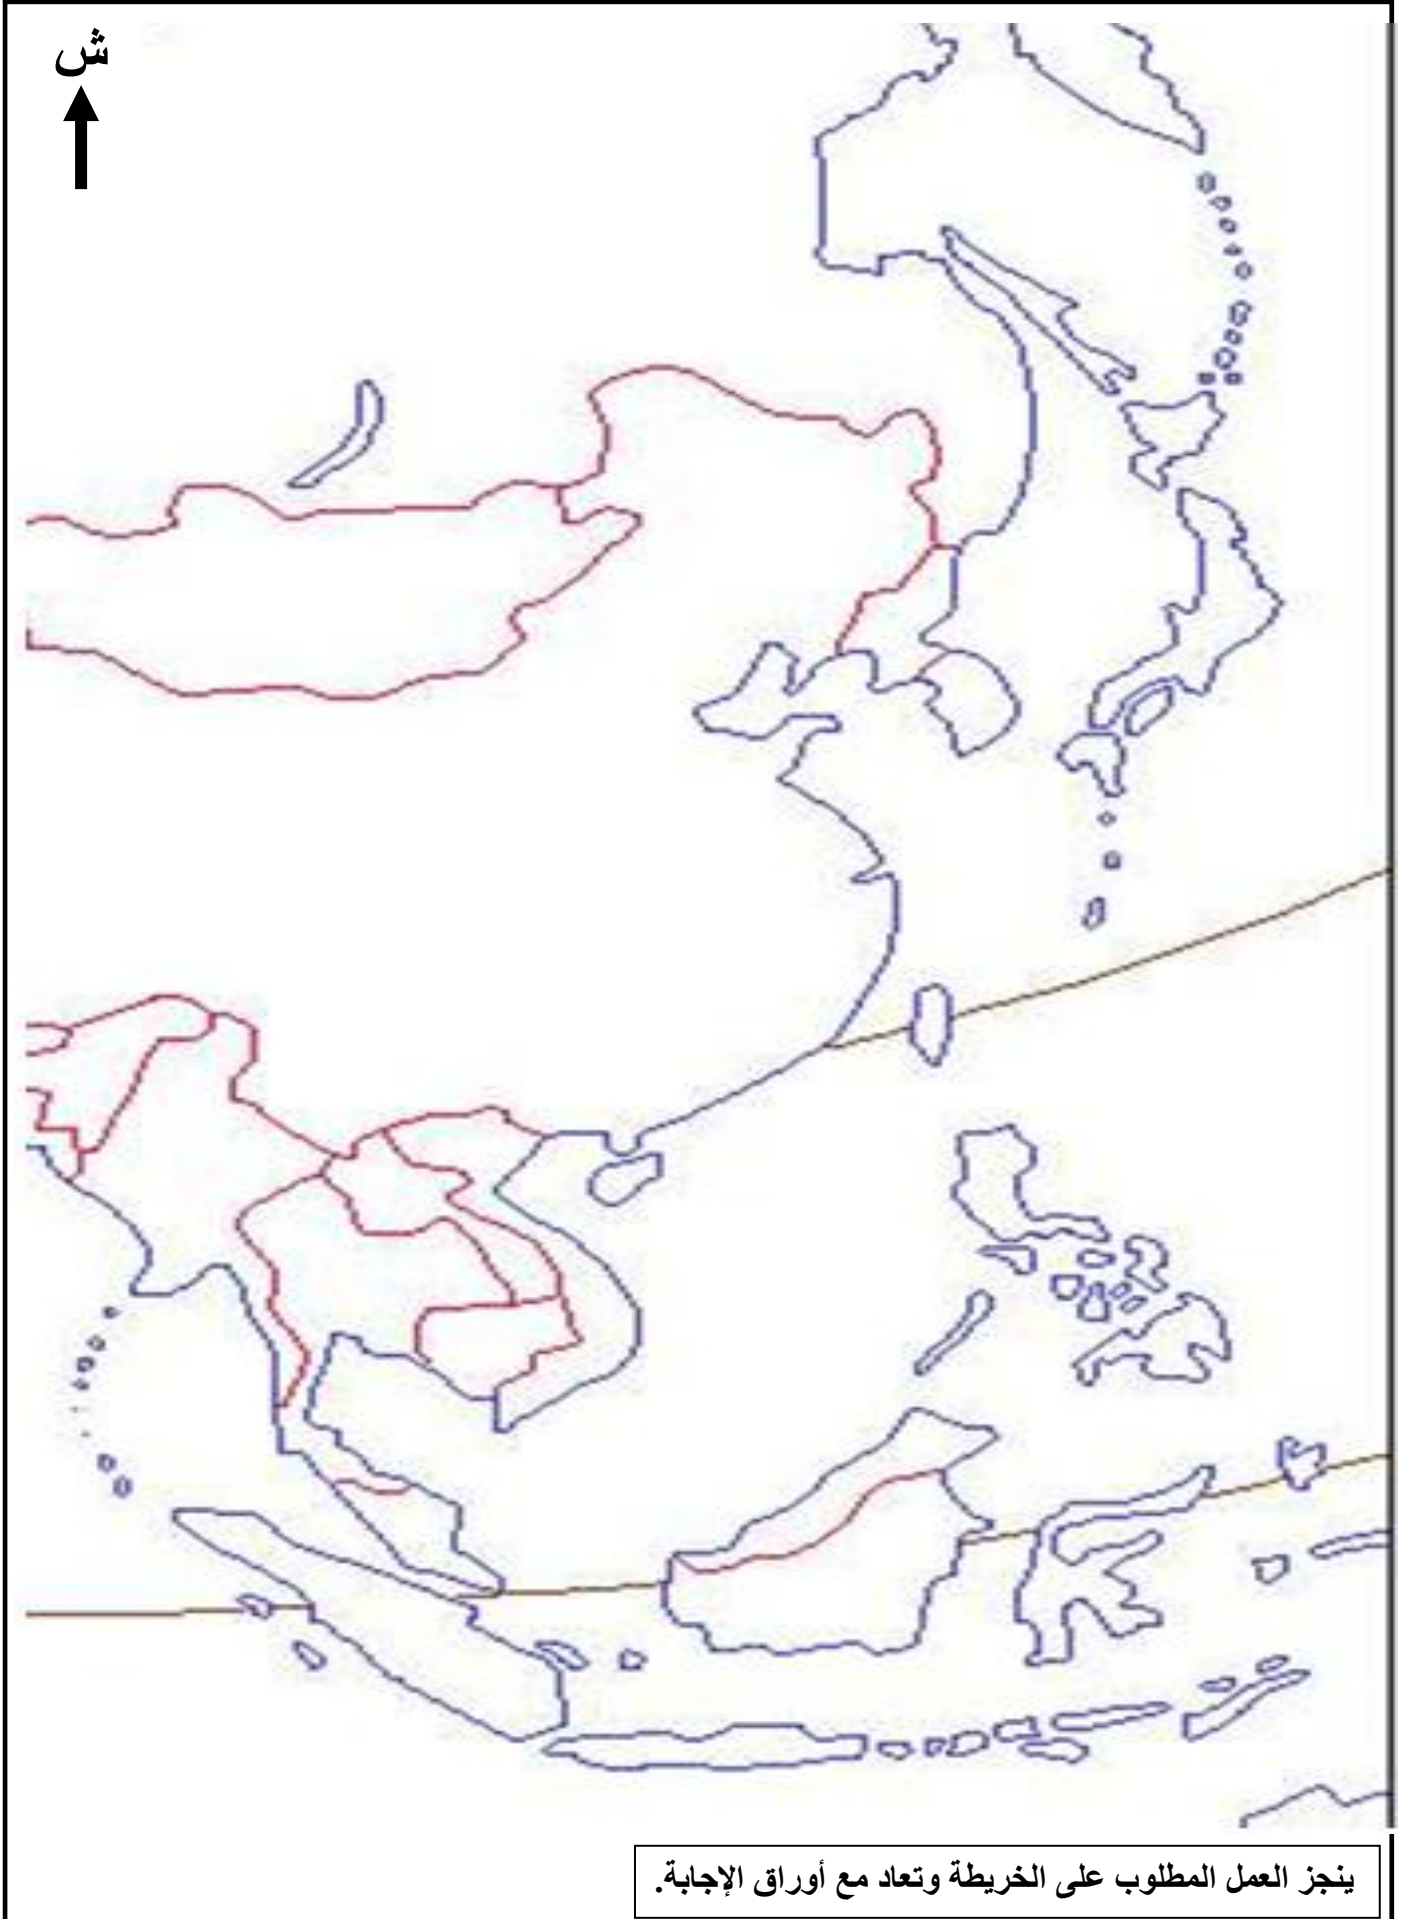 ش
ينجز العمل المطلوب على الخريطة وتعاد مع أوراق الإجابة.